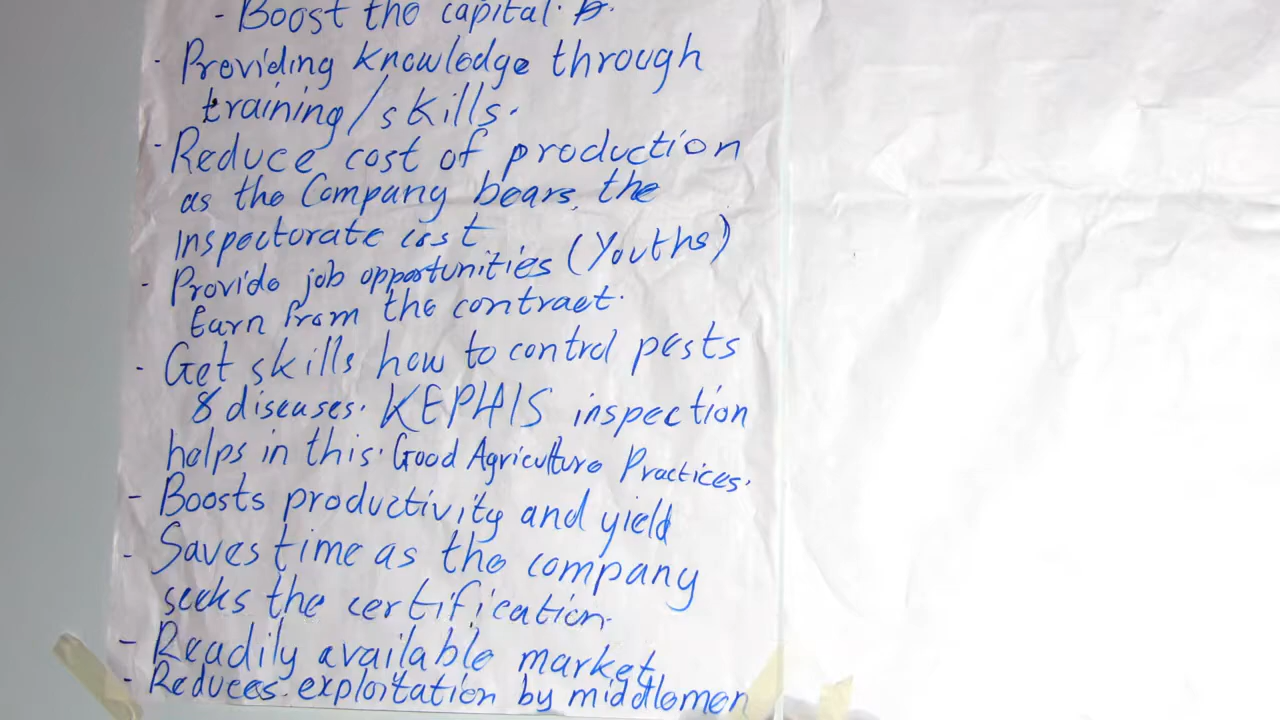 - Boost the capital.
- Providing knowledge through
training/skills.
- Reduce cost of production
as the Company bears the
inspectorate cost
- Provide job opportunities (Youths)
Earn from the contract.
- Get skills how to control pests
& diseases. KEPHIS inspection
helps in this. Good Agriculture Practices.
- Boosts productivity and yield
- Saves time as the company
seeks the certification.
- Readily available market
- Reduces exploitation by middlemen